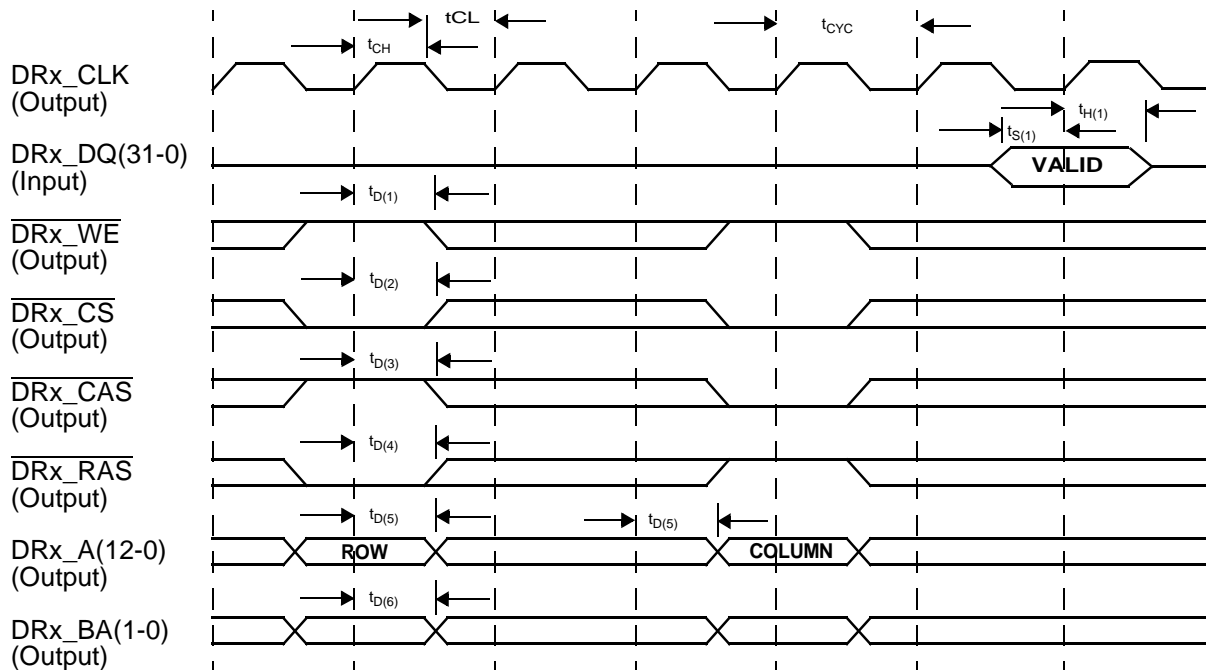 tCL
tCYC
tCH
DRx_CLK
(Output)
tH(1)
tS(1)
DRx_DQ(31-0)
(Input)
VALID
tD(1)
DRx_WE
(Output)
tD(2)
DRx_CS
(Output)
tD(3)
DRx_CAS
(Output)
tD(4)
DRx_RAS
(Output)
tD(5) tD(5)
DRx_A(12-0)
(Output)
ROW COLUMN
tD(6)
DRx_BA(1-0)
(Output)